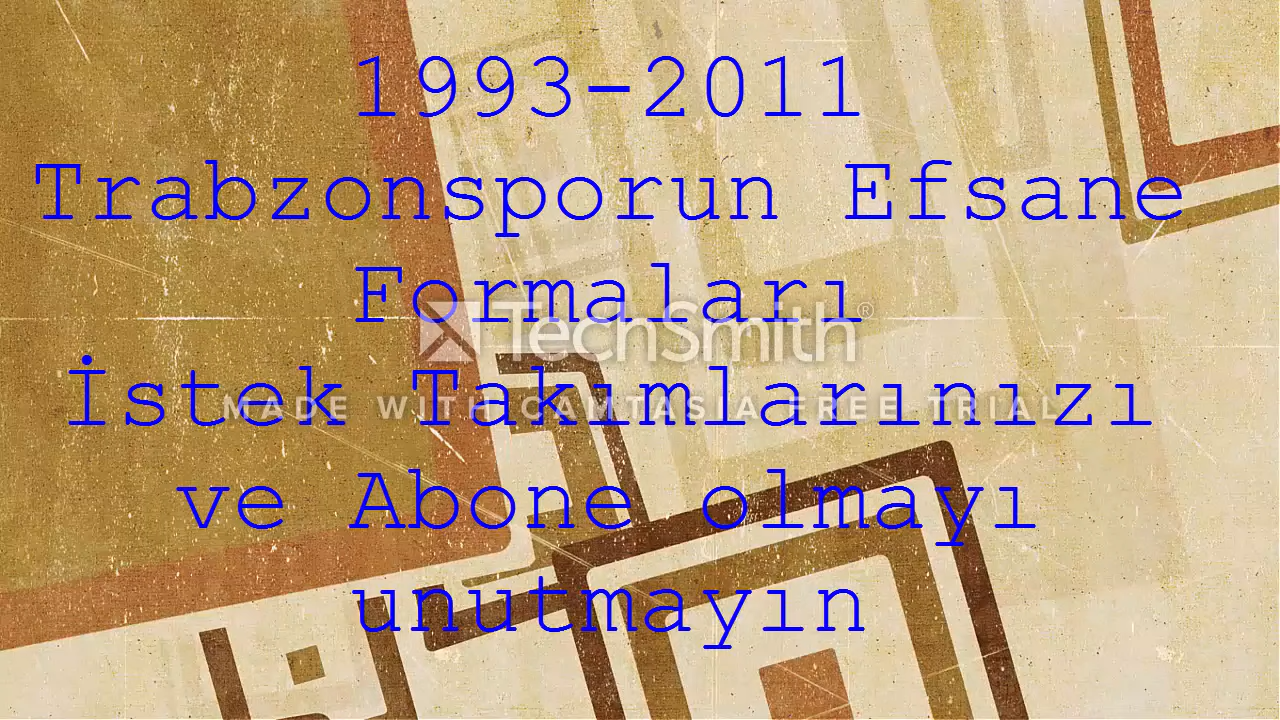 1993-2011
Trabzonsporun Efsane
Formaları
TechSmith®
İstek Takımlarınızı
MADE WITH CAMTASIA FREE TRIAL
ve Abone olmayı
unutmayın